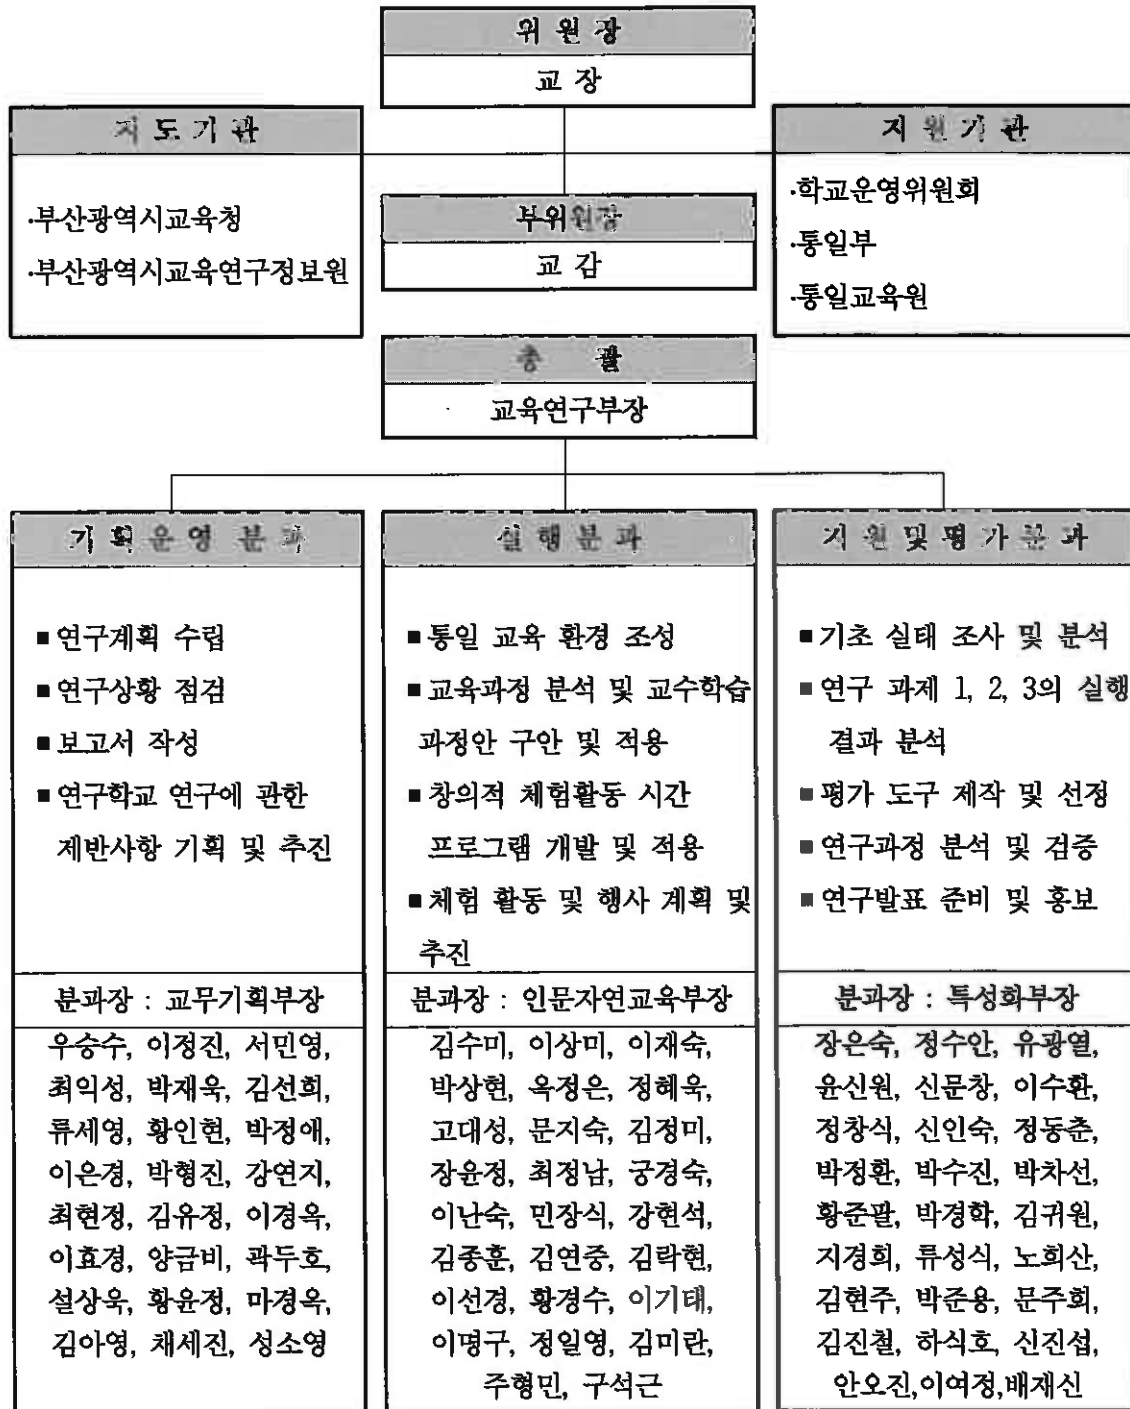 위 원 장
교 장
지 도 기 관
·부산광역시교육청
·부산광역시교육연구정보원
지 원 기 관
·학교운영위원회
·통일부
·통일교육원
부위원장
교 감
총 괄
교육연구부장
기 획 운 영 분 과
■ 연구계획 수립
■ 연구상황 점검
■ 보고서 작성
■ 연구학교 연구에 관한
제반사항 기획 및 추진
분과장 : 교무기획부장
우승수, 이정진, 서민영,
최익성, 박재욱, 김선희,
류세영, 황인현, 박정애,
이은경, 박형진, 강연지,
최현정, 김유정, 이경옥,
이효경, 양금비, 곽두호,
설상욱, 황윤정, 마경옥,
김아영, 채세진, 성소영
실 행 분 과
■ 통일 교육 환경 조성
■ 교육과정 분석 및 교수학습
과정안 구안 및 적용
■ 창의적 체험활동 시간
프로그램 개발 및 적용
■ 체험 활동 및 행사 계획 및
추진
분과장 : 인문자연교육부장
김수미, 이상미, 이재숙,
박상현, 옥정은, 정혜욱,
고대성, 문지숙, 김정미,
장윤정, 최정남, 궁경숙,
이난숙, 민장식, 강현석,
김종훈, 김연중, 김락현,
이선경, 황경수, 이기태,
이명구, 정일영, 김미란,
주형민, 구석근
지 원 및 평 가 분 과
■ 기초 실태 조사 및 분석
■ 연구 과제 1, 2, 3의 실행
결과 분석
■ 평가 도구 제작 및 선정
■ 연구과정 분석 및 검증
■ 연구발표 준비 및 홍보
분과장 : 특성화부장
장은숙, 정수안, 유광열,
윤신원, 신문창, 이수환,
정창식, 신인숙, 정동춘,
박정환, 박수진, 박차선,
황준팔, 박경학, 김귀원,
지경희, 류성식, 노희산,
김현주, 박준용, 문주희,
김진철, 하식호, 신진섭,
안오진,이여정,배재신